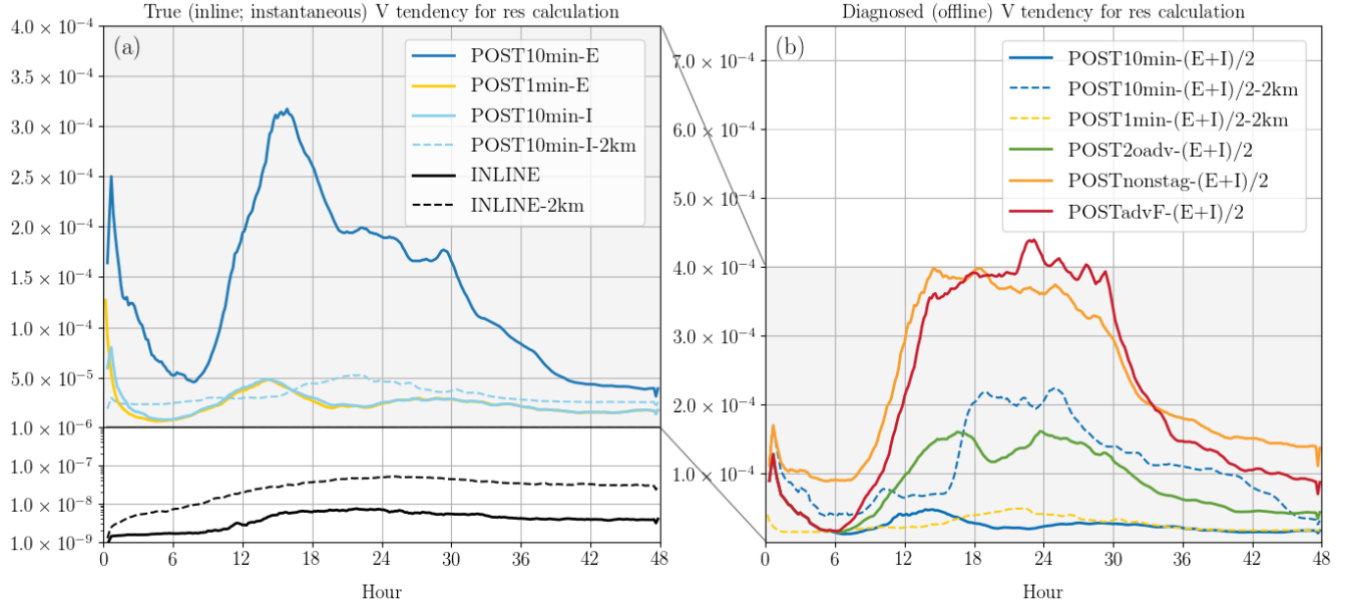 True (inline; instantaneous) V tendency for res calculation
(a)
4.0 × 10⁻⁴
3.5 × 10⁻⁴
3.0 × 10⁻⁴
2.5 × 10⁻⁴
2.0 × 10⁻⁴
1.5 × 10⁻⁴
1.0 × 10⁻⁴
5.0 × 10⁻⁵
1.0 × 10⁻⁶
1.0 × 10⁻⁷
1.0 × 10⁻⁸
1.0 × 10⁻⁹
POST10min-E
POST1min-E
POST10min-I
POST10min-I-2km
INLINE
INLINE-2km
0 6 12 18 24 30 36 42 48
Hour
Diagnosed (offline) V tendency for res calculation
(b)
7.0 × 10⁻⁴
6.0 × 10⁻⁴
5.0 × 10⁻⁴
4.0 × 10⁻⁴
3.0 × 10⁻⁴
2.0 × 10⁻⁴
1.0 × 10⁻⁴
POST10min-(E+I)/2
POST10min-(E+I)/2-2km
POST1min-(E+I)/2-2km
POST2oadv-(E+I)/2
POSTnonstag-(E+I)/2
POSTadvF-(E+I)/2
0 6 12 18 24 30 36 42 48
Hour